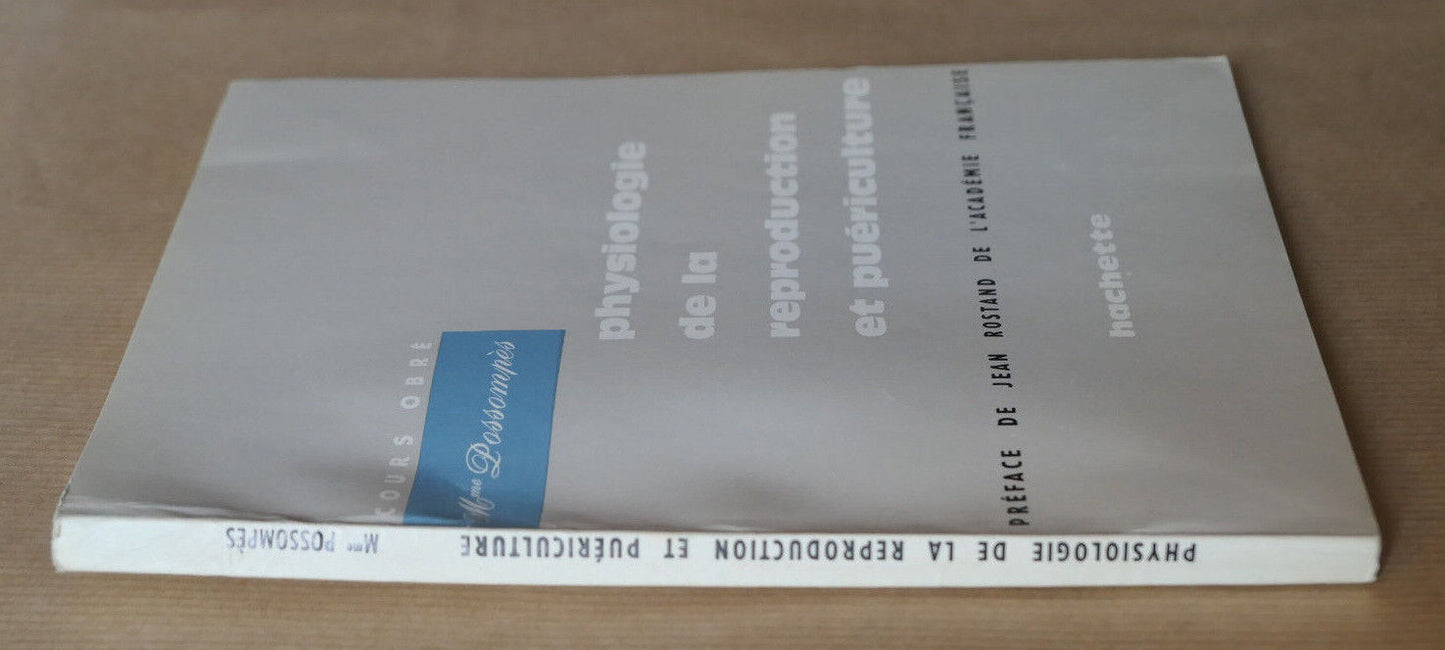 COURS OBRÉ
Mme Possompès
physiologie
de la
reproduction
et puériculture
PRÉFACE DE JEAN ROSTAND DE L'ACADÉMIE FRANÇAISE
hachette
PHYSIOLOGIE DE LA REPRODUCTION ET PUÉRICULTURE Mme POSSOMPÈS